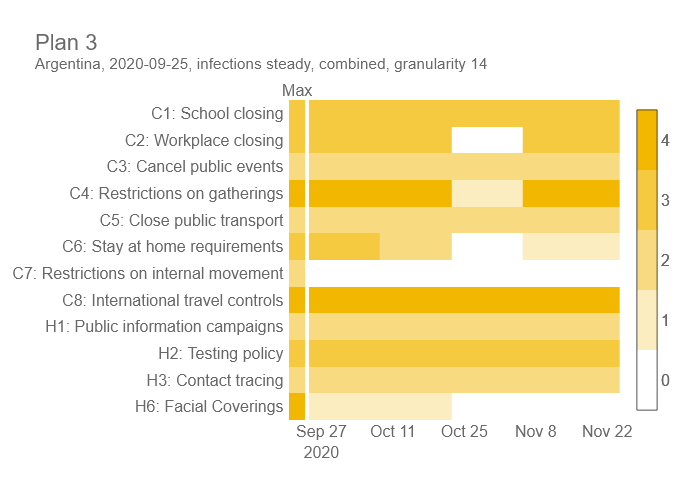 Plan 3
Argentina, 2020-09-25, infections steady, combined, granularity 14
Max
C1: School closing
C2: Workplace closing
C3: Cancel public events
C4: Restrictions on gatherings
C5: Close public transport
C6: Stay at home requirements
C7: Restrictions on internal movement
C8: International travel controls
H1: Public information campaigns
H2: Testing policy
H3: Contact tracing
H6: Facial Coverings
Sep 27 Oct 11 Oct 25 Nov 8 Nov 22
2020
4
3
2
1
0